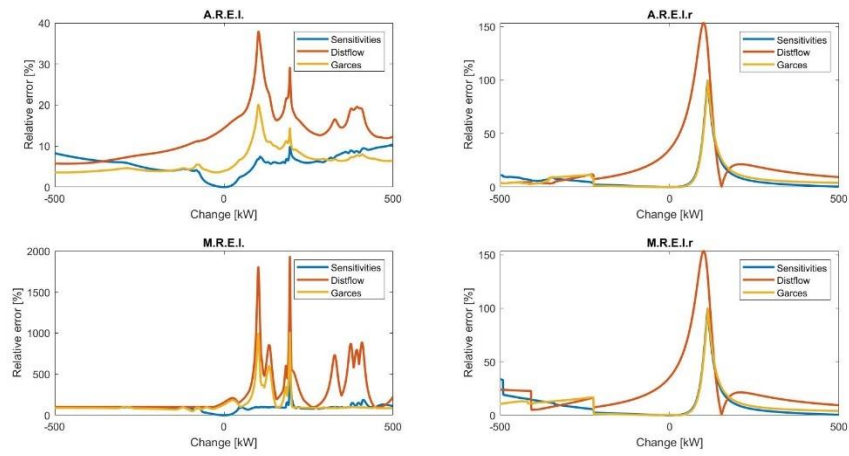 A.R.E.I.
40
30
20
10
0
Relative error [%]
-500
0
500
Change [kW]
Sensitivities
Distflow
Garces
A.R.E.I.r
150
100
50
0
Relative error [%]
-500
0
500
Change [kW]
Sensitivities
Distflow
Garces
M.R.E.I.
2000
1500
1000
500
0
Relative error [%]
-500
0
500
Change [kW]
Sensitivities
Distflow
Garces
M.R.E.I.r
150
100
50
0
Relative error [%]
-500
0
500
Change [kW]
Sensitivities
Distflow
Garces